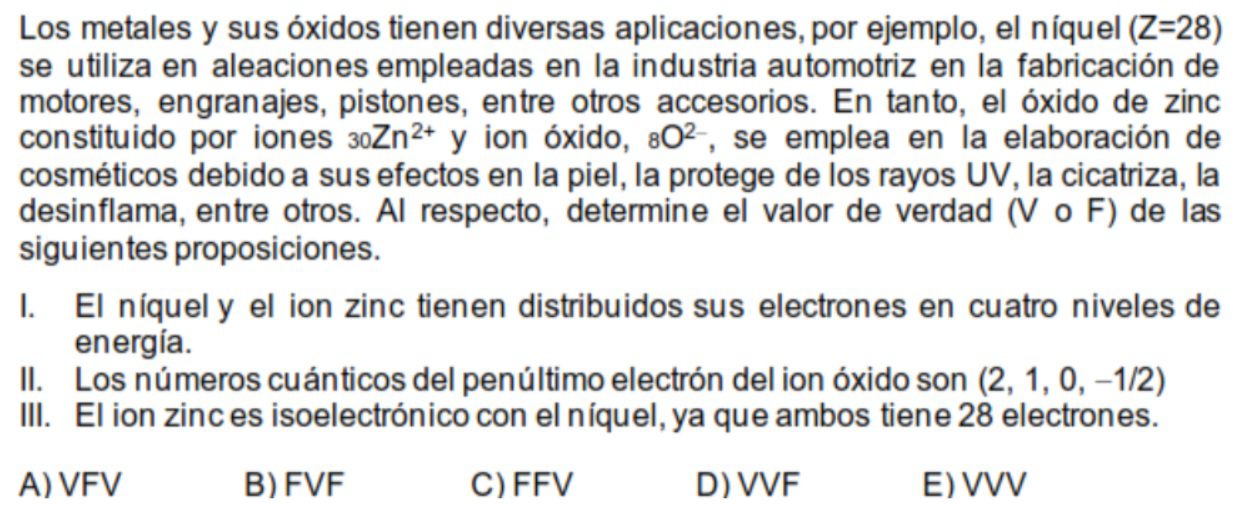 Los metales y sus óxidos tienen diversas aplicaciones, por ejemplo, el níquel (Z=28)
se utiliza en aleaciones empleadas en la industria automotriz en la fabricación de
motores, engranajes, pistones, entre otros accesorios. En tanto, el óxido de zinc
constituido por iones ₃₀Zn²⁺ y ion óxido, ₈O²⁻, se emplea en la elaboración de
cosméticos debido a sus efectos en la piel, la protege de los rayos UV, la cicatriza, la
desinflama, entre otros. Al respecto, determine el valor de verdad (V o F) de las
siguientes proposiciones.
I. El níquel y el ion zinc tienen distribuidos sus electrones en cuatro niveles de
energía.
II. Los números cuánticos del penúltimo electrón del ion óxido son (2, 1, 0, –1/2)
III. El ion zinc es isoelectrónico con el níquel, ya que ambos tiene 28 electrones.
A) VFV B) FVF C) FFV D) VVF E) VVV